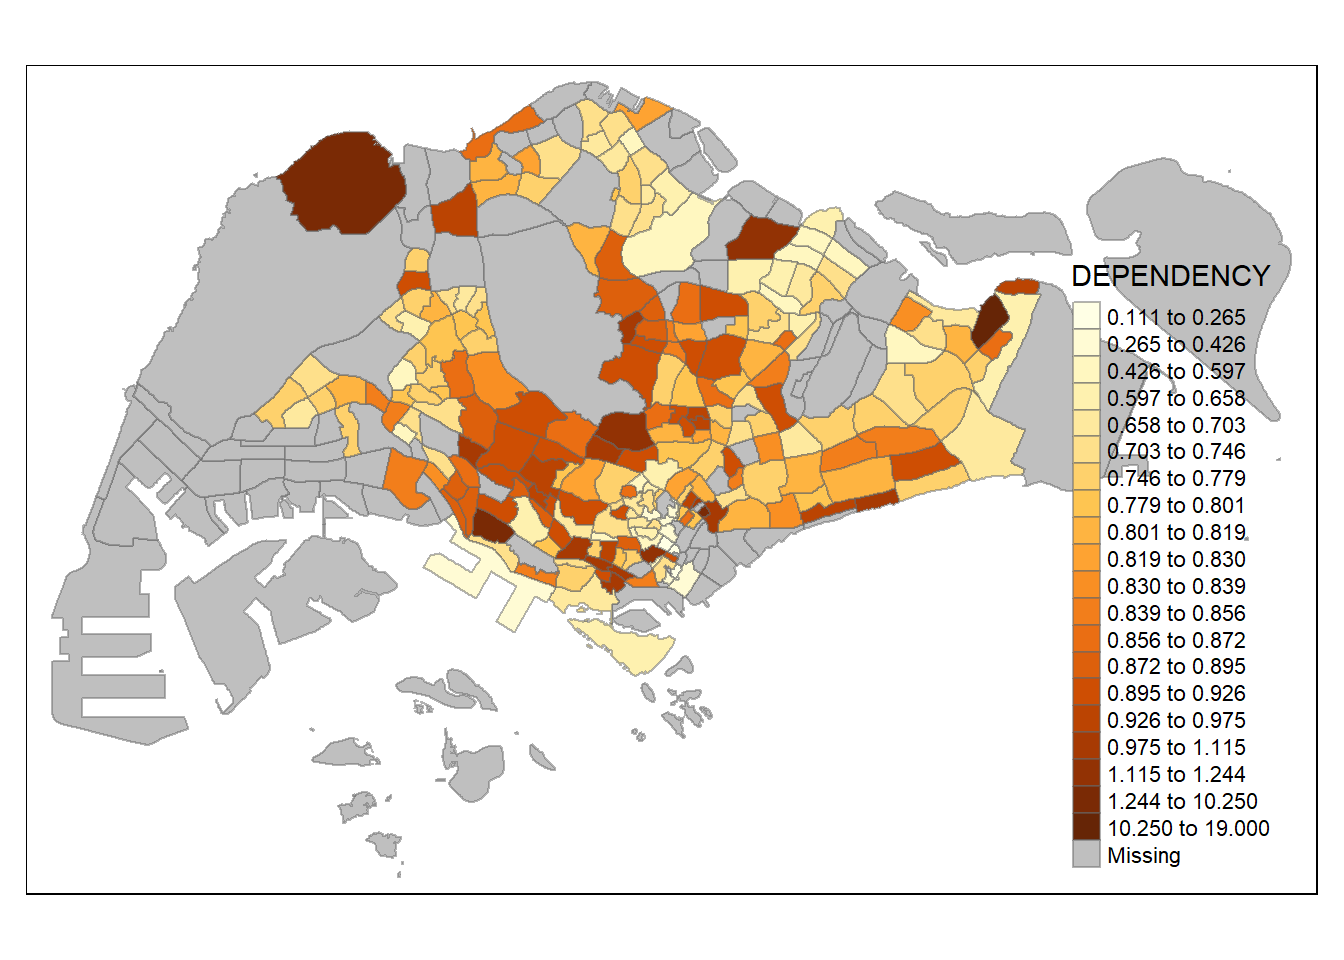 DEPENDENCY
0.111 to 0.265
0.265 to 0.426
0.426 to 0.597
0.597 to 0.658
0.658 to 0.703
0.703 to 0.746
0.746 to 0.779
0.779 to 0.801
0.801 to 0.819
0.819 to 0.830
0.830 to 0.839
0.839 to 0.856
0.856 to 0.872
0.872 to 0.895
0.895 to 0.926
0.926 to 0.975
0.975 to 1.115
1.115 to 1.244
1.244 to 10.250
10.250 to 19.000
Missing